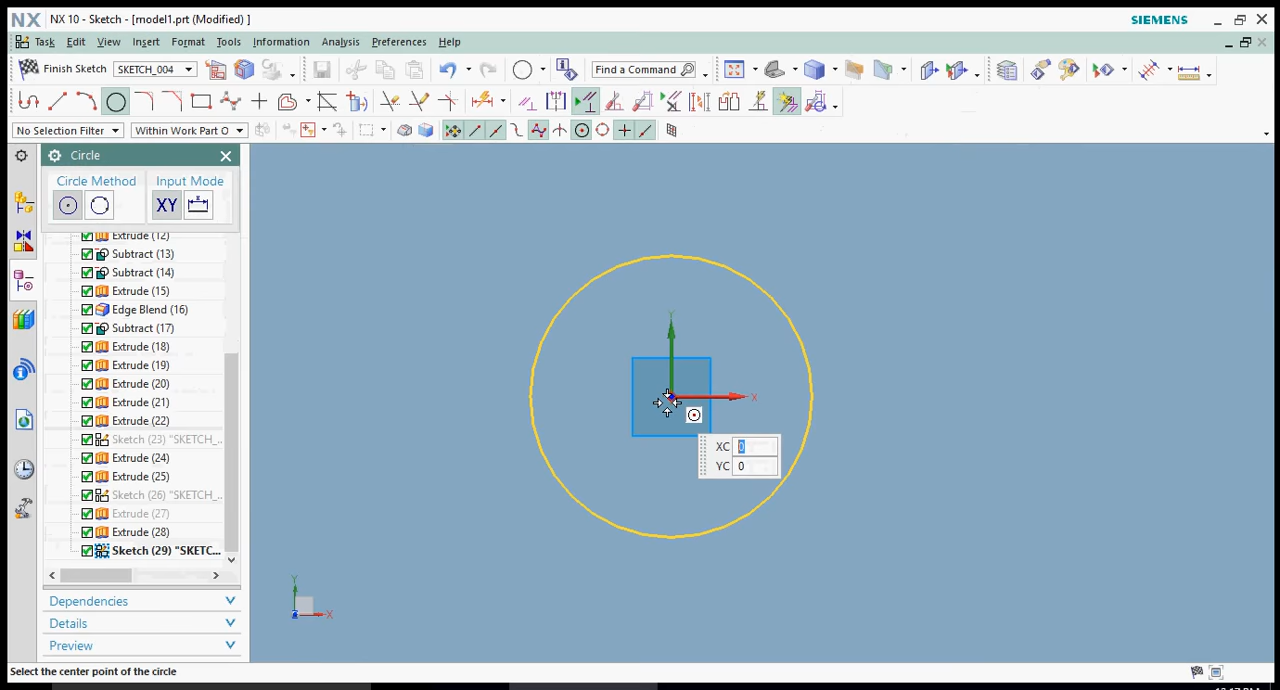 NX NX 10 - Sketch - [model1.prt (Modified) ] SIEMENS
Task Edit View Insert Format Tools Information Analysis Preferences Help
Finish Sketch SKETCH_004 Find a Command
No Selection Filter Within Work Part O
Circle
Circle Method Input Mode
XY
Extrude (12)
Subtract (13)
Subtract (14)
Extrude (15)
Edge Blend (16)
Subtract (17)
Extrude (18)
Extrude (19)
Extrude (20)
Extrude (21)
Extrude (22)
Sketch (23) "SKETCH_...
Extrude (24)
Extrude (25)
Sketch (26) "SKETCH_...
Extrude (27)
Extrude (28)
Sketch (29) "SKETC...
Dependencies
Details
Preview
Y
X
XC 0
YC 0
Y
X
Select the center point of the circle